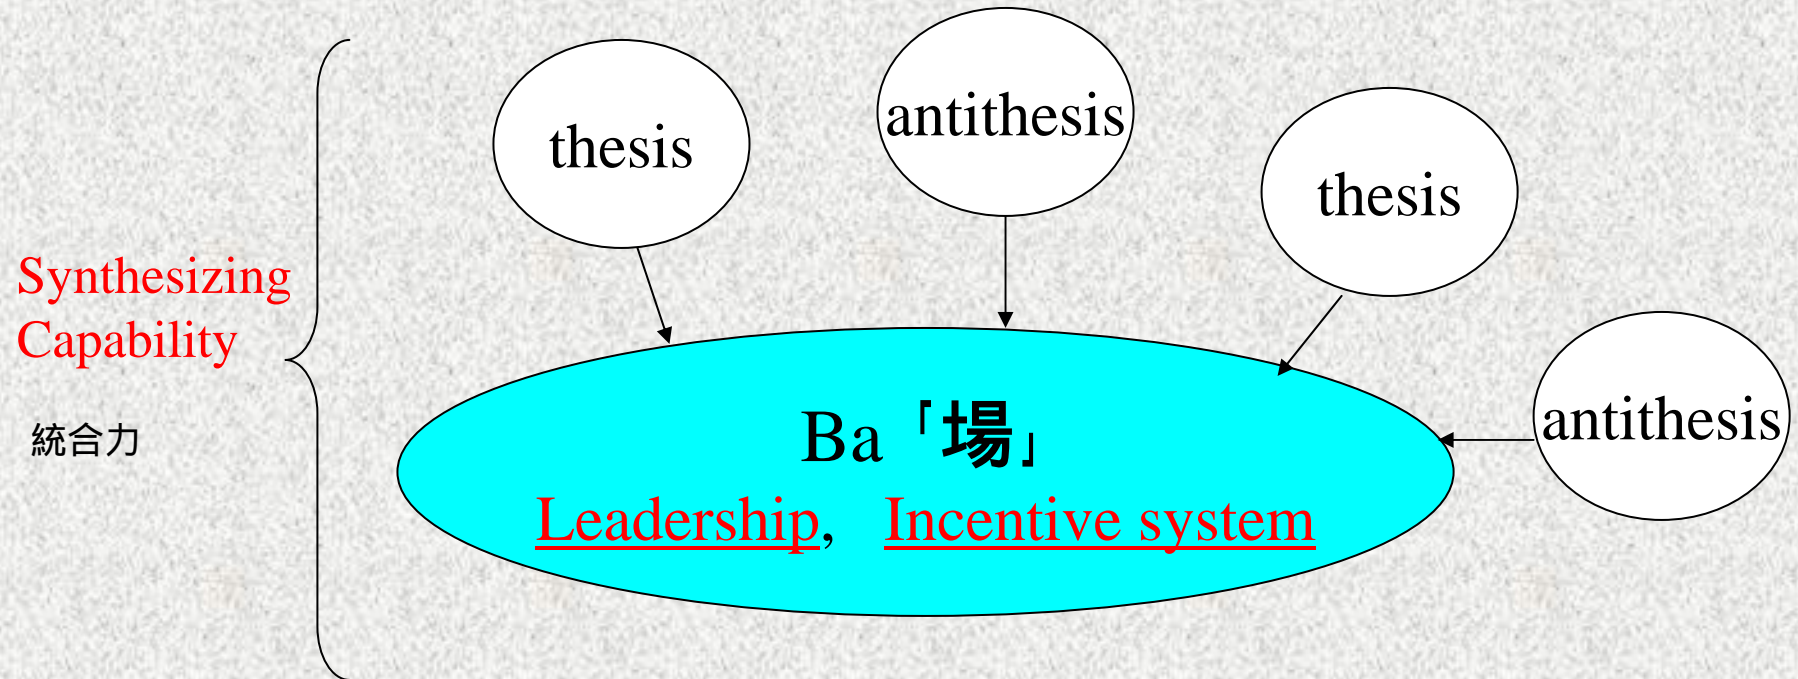 thesis
antithesis
thesis
antithesis
Synthesizing
Capability
統合力
Ba「場」
Leadership, Incentive system